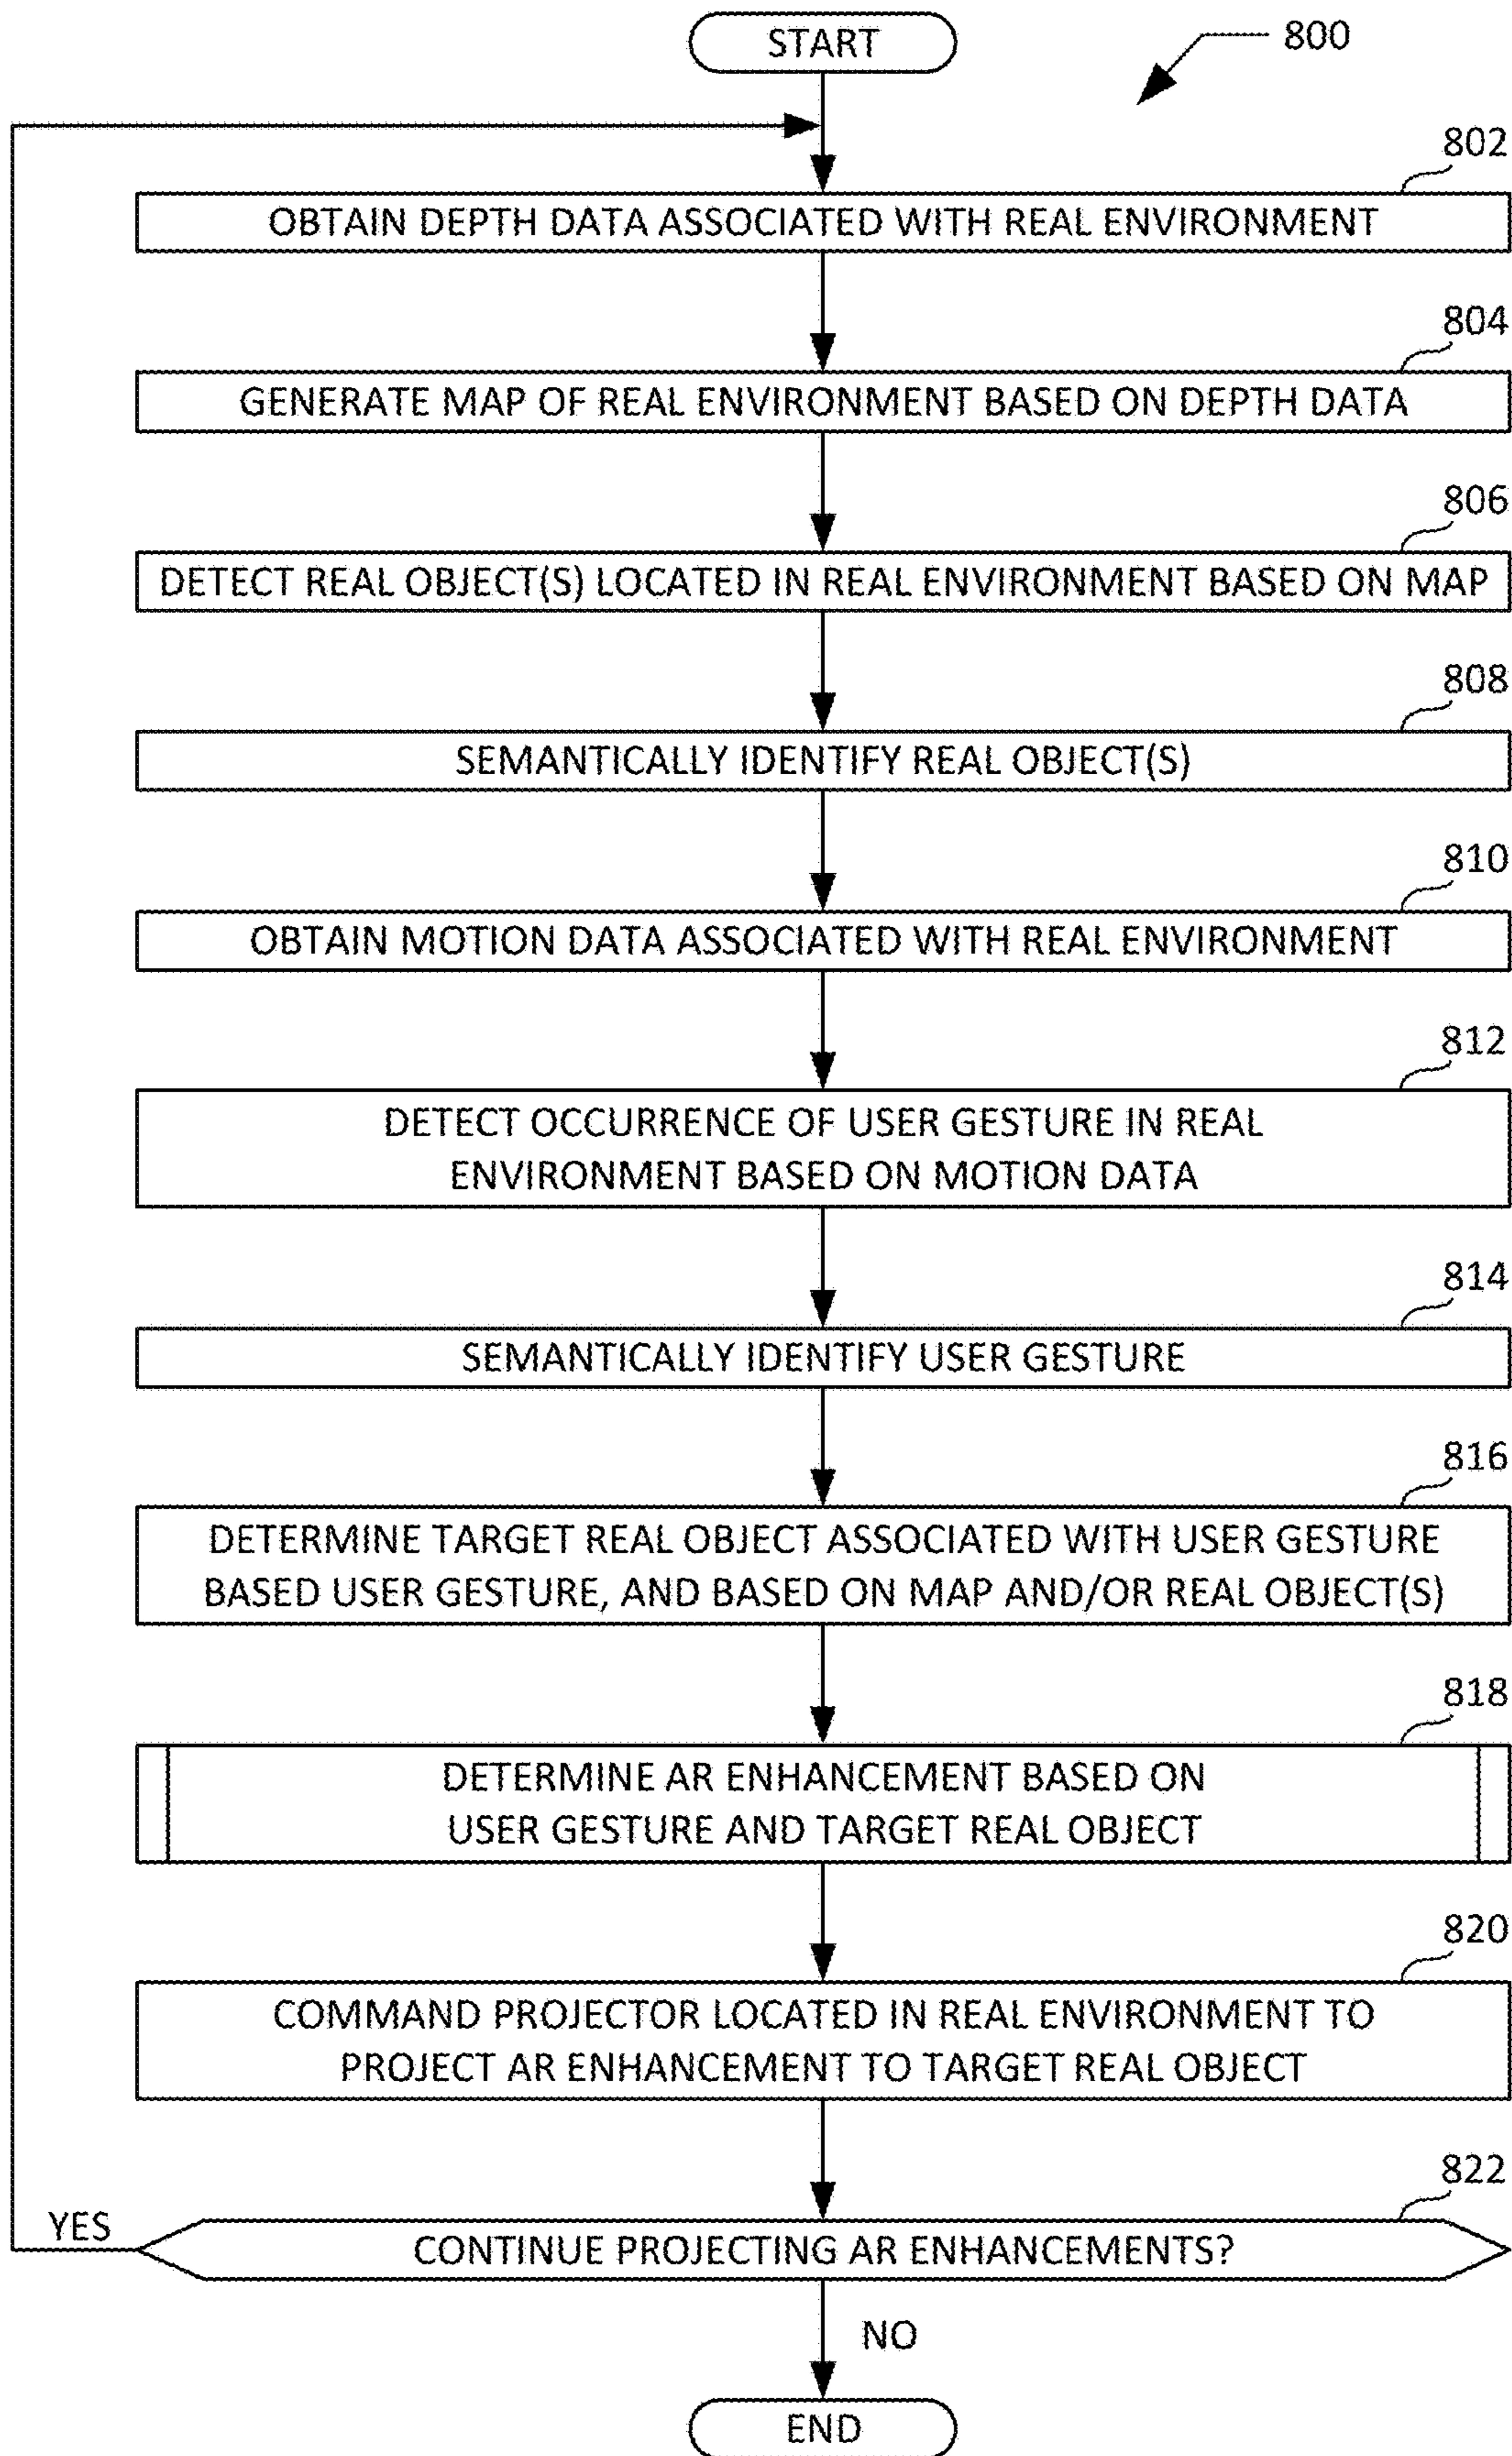 START
800
802
OBTAIN DEPTH DATA ASSOCIATED WITH REAL ENVIRONMENT
804
GENERATE MAP OF REAL ENVIRONMENT BASED ON DEPTH DATA
806
DETECT REAL OBJECT(S) LOCATED IN REAL ENVIRONMENT BASED ON MAP
808
SEMANTICALLY IDENTIFY REAL OBJECT(S)
810
OBTAIN MOTION DATA ASSOCIATED WITH REAL ENVIRONMENT
812
DETECT OCCURRENCE OF USER GESTURE IN REAL
ENVIRONMENT BASED ON MOTION DATA
814
SEMANTICALLY IDENTIFY USER GESTURE
816
DETERMINE TARGET REAL OBJECT ASSOCIATED WITH USER GESTURE
BASED USER GESTURE, AND BASED ON MAP AND/OR REAL OBJECT(S)
818
DETERMINE AR ENHANCEMENT BASED ON
USER GESTURE AND TARGET REAL OBJECT
820
COMMAND PROJECTOR LOCATED IN REAL ENVIRONMENT TO
PROJECT AR ENHANCEMENT TO TARGET REAL OBJECT
822
YES
CONTINUE PROJECTING AR ENHANCEMENTS?
NO
END